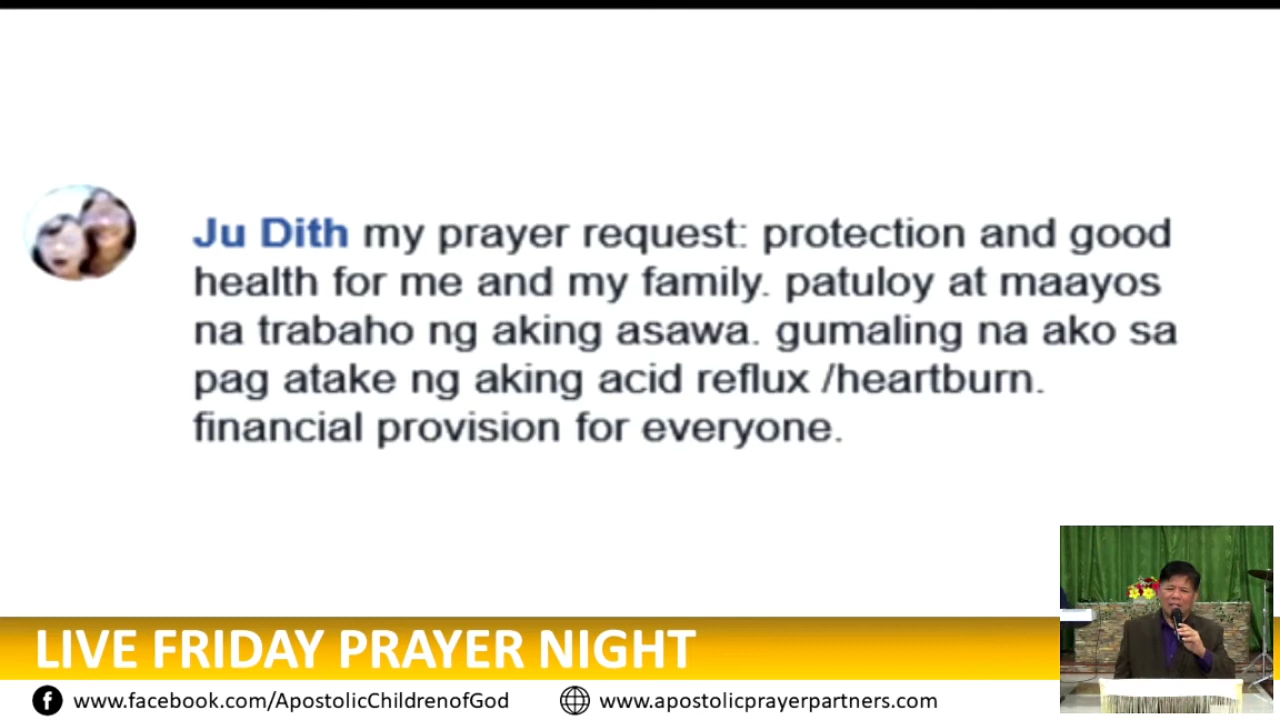 Ju Dith my prayer request: protection and good
health for me and my family. patuloy at maayos
na trabaho ng aking asawa. gumaling na ako sa
pag atake ng aking acid reflux /heartburn.
financial provision for everyone.
LIVE FRIDAY PRAYER NIGHT
www.facebook.com/ApostolicChildrenofGod
www.apostolicprayerpartners.com